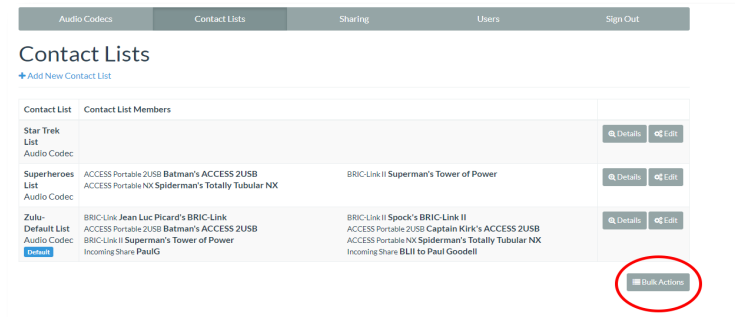 Audio Codecs Contact Lists Sharing Users Sign Out
Contact Lists
+ Add New Contact List
Contact List Contact List Members
Star Trek
List
Audio Codec
Details Edit
Superheroes
List
Audio Codec
ACCESS Portable 2USB Batman's ACCESS 2USB
ACCESS Portable NX Spiderman's Totally Tubular NX
BRIC-Link II Superman's Tower of Power
Details Edit
Zulu-
Default List
Audio Codec
Default
BRIC-Link Jean Luc Picard's BRIC-Link
ACCESS Portable 2USB Batman's ACCESS 2USB
BRIC-Link II Superman's Tower of Power
Incoming Share PaulG
BRIC-Link II Spock's BRIC-Link II
ACCESS Portable 2USB Captain Kirk's ACCESS 2USB
ACCESS Portable NX Spiderman's Totally Tubular NX
Incoming Share BLII to Paul Goodell
Details Edit
Bulk Actions